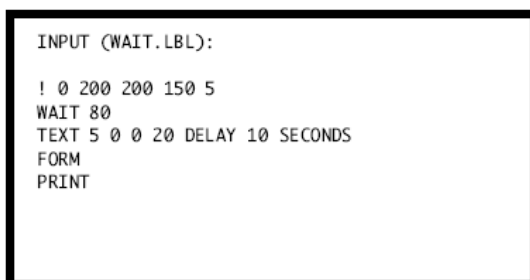 INPUT (WAIT.LBL):
! 0 200 200 150 5
WAIT 80
TEXT 5 0 0 20 DELAY 10 SECONDS
FORM
PRINT